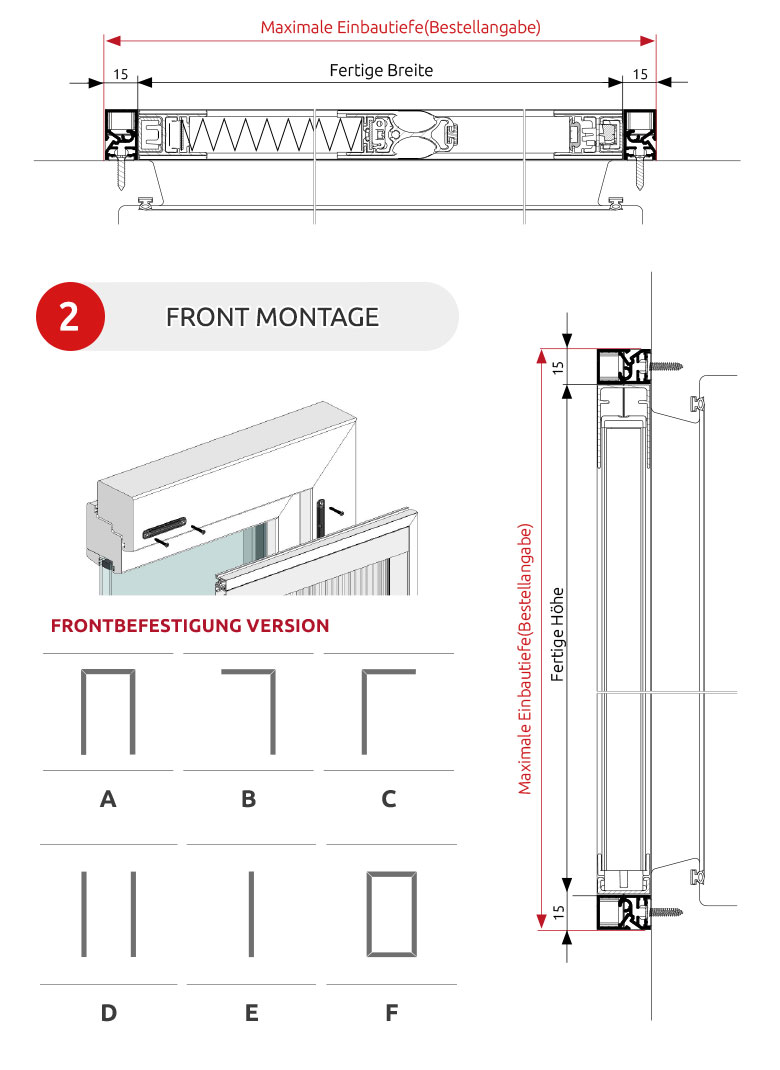 Maximale Einbautiefe(Bestellangabe)
15
Fertige Breite
15
2
FRONT MONTAGE
15
Maximale Einbautiefe(Bestellangabe)
Fertige Höhe
15
FRONTBEFESTIGUNG VERSION
A
B
C
D
E
F